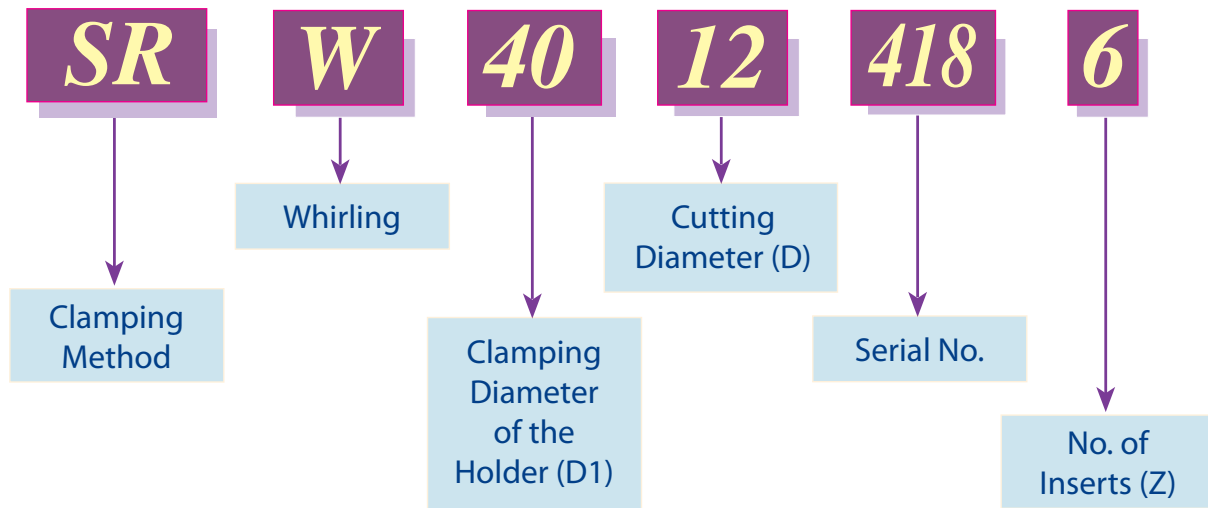 SR W 40 12 418 6
Whirling
Cutting
Diameter (D)
Clamping
Method
Clamping
Diameter
of the
Holder (D1)
Serial No.
No. of
Inserts (Z)